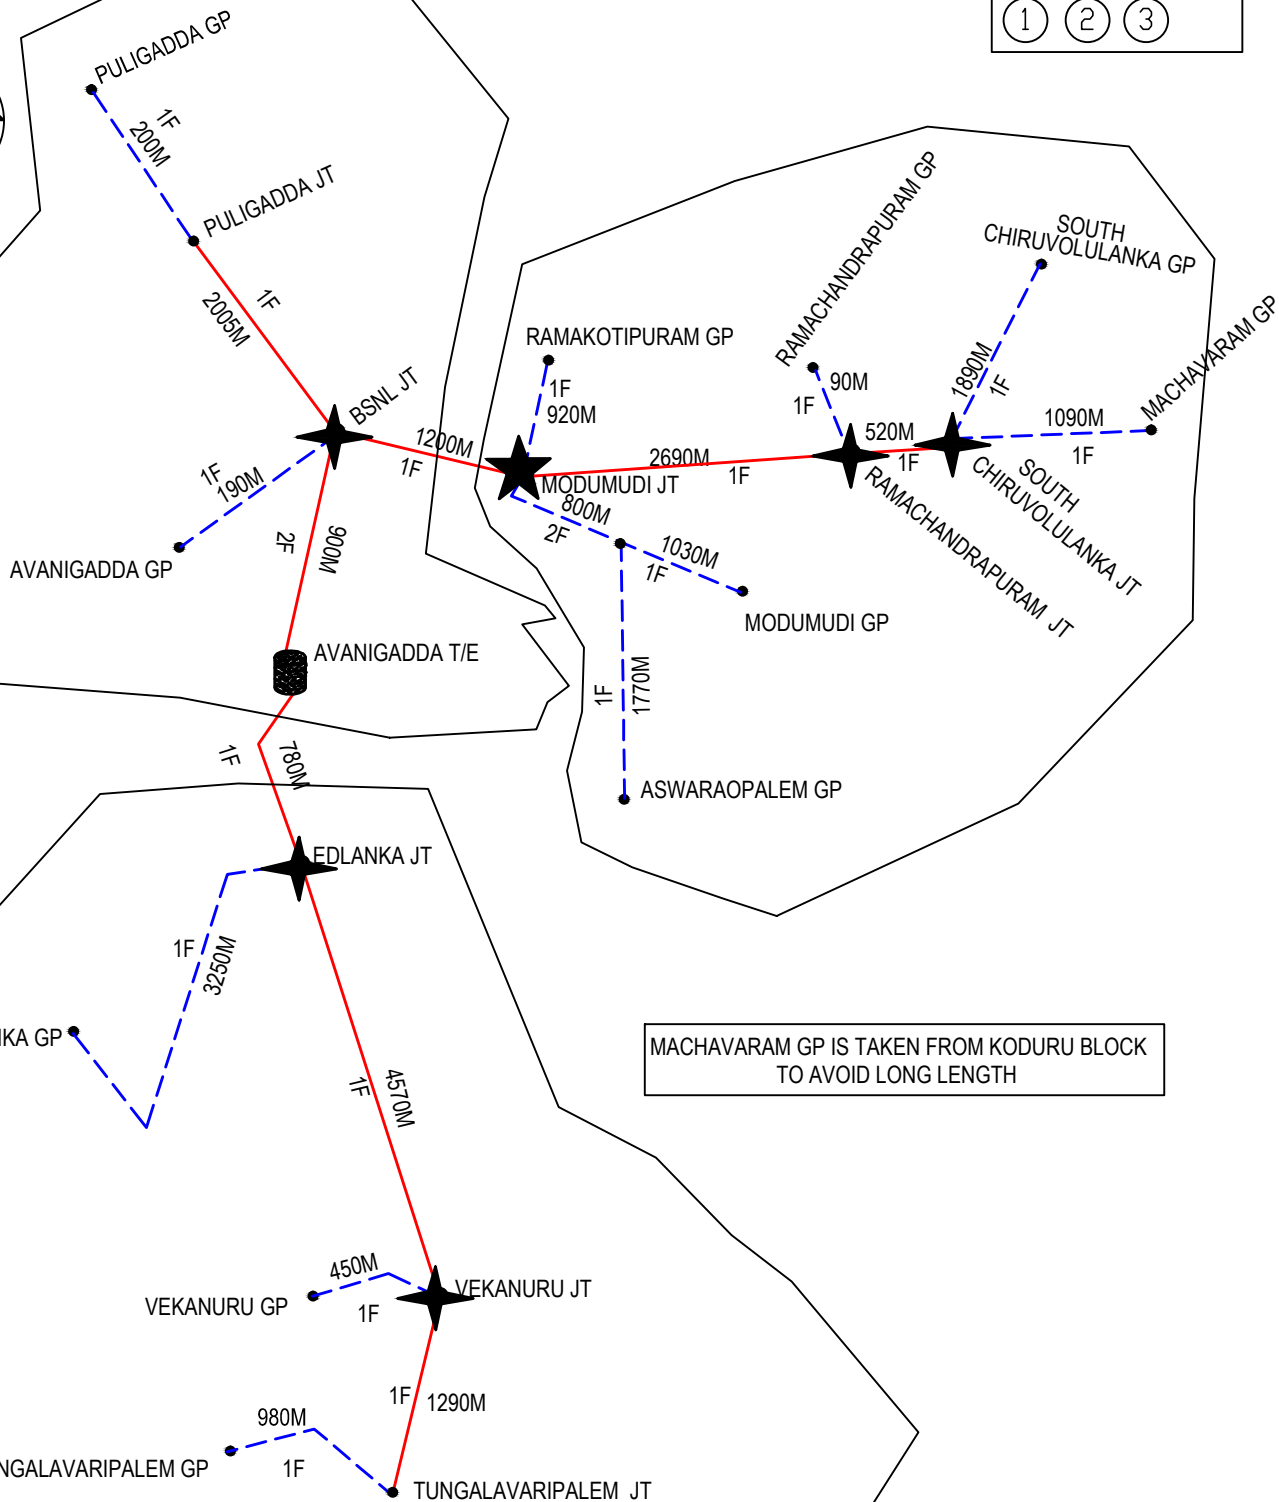 1 2 3
PULIGADDA GP
1F
200M
PULIGADDA JT
1F
2005M
BSNL JT
1200M
1F
1F
190M
AVANIGADDA GP
2F
900M
AVANIGADDA T/E
1F
780M
EDLANKA JT
1F
3250M
NKA GP
1F
4570M
450M
VEKANURU GP
1F
VEKANURU JT
1F
1290M
980M
NGALAVARIPALEM GP
1F
TUNGALAVARIPALEM JT
RAMAKOTIPURAM GP
1F
920M
MODUMUDI JT
2690M
1F
800M
2F
1030M
1F
MODUMUDI GP
1F
1770M
ASWARAOPALEM GP
RAMACHANDRAPURAM GP
90M
1F
520M
1F
RAMACHANDRAPURAM JT
SOUTH
CHIRUVOLULANKA GP
1890M
1F
MACHAVARAM GP
1090M
1F
SOUTH
CHIRUVOLULANKA JT
MACHAVARAM GP IS TAKEN FROM KODURU BLOCK
TO AVOID LONG LENGTH